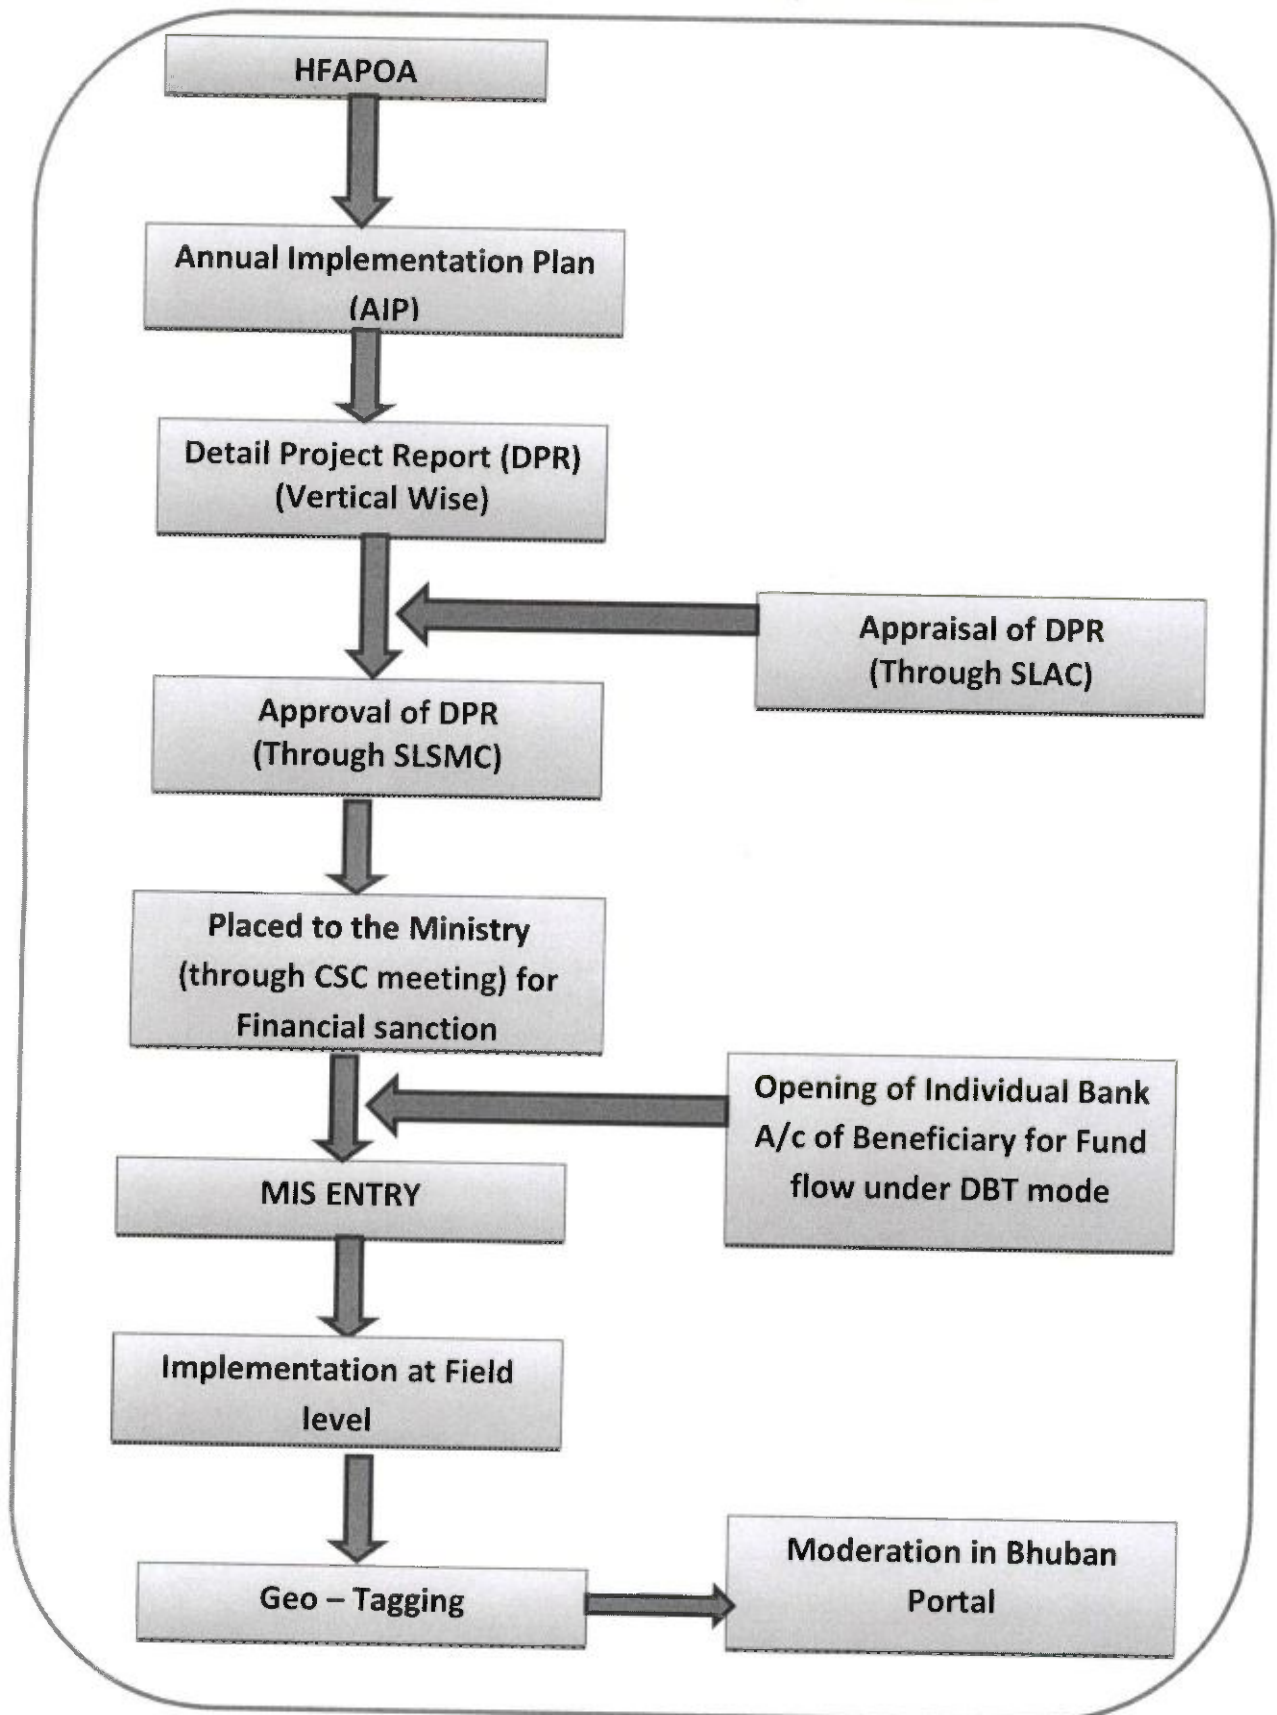 HFAPOA
Annual Implementation Plan
(AIP)
Detail Project Report (DPR)
(Vertical Wise)
Appraisal of DPR
(Through SLAC)
Approval of DPR
(Through SLSMC)
Placed to the Ministry
(through CSC meeting) for
Financial sanction
Opening of Individual Bank
A/c of Beneficiary for Fund
flow under DBT mode
MIS ENTRY
Implementation at Field
level
Geo – Tagging
Moderation in Bhuban
Portal